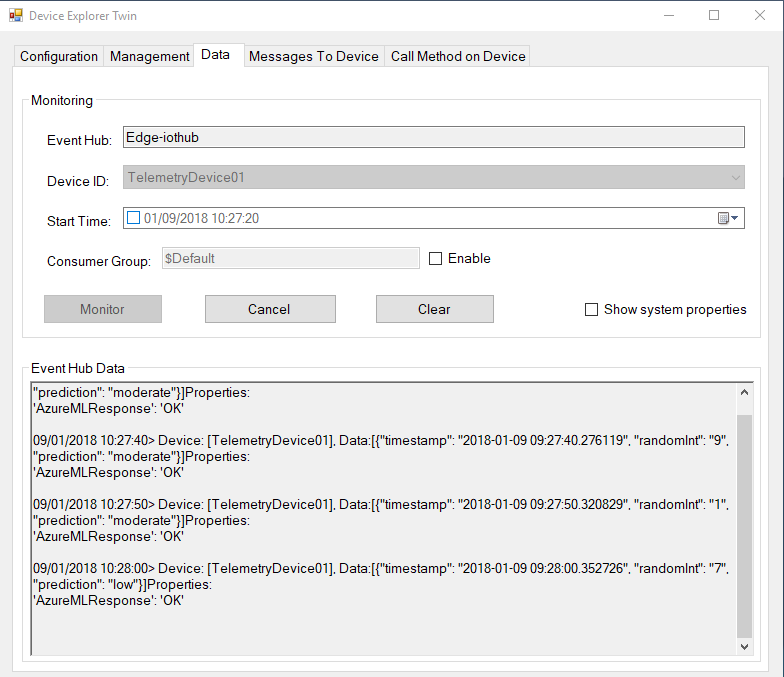 Device Explorer Twin
Configuration Management Data Messages To Device Call Method on Device
Monitoring
Event Hub: Edge-iothub
Device ID: TelemetryDevice01
Start Time: 01/09/2018 10:27:20
Consumer Group: $Default Enable
Monitor Cancel Clear Show system properties
Event Hub Data
"prediction": "moderate"}]Properties:
'AzureMLResponse': 'OK'
09/01/2018 10:27:40> Device: [TelemetryDevice01], Data:[{"timestamp": "2018-01-09 09:27:40.276119", "randomInt": "9",
"prediction": "moderate"}]Properties:
'AzureMLResponse': 'OK'
09/01/2018 10:27:50> Device: [TelemetryDevice01], Data:[{"timestamp": "2018-01-09 09:27:50.320829", "randomInt": "1",
"prediction": "moderate"}]Properties:
'AzureMLResponse': 'OK'
09/01/2018 10:28:00> Device: [TelemetryDevice01], Data:[{"timestamp": "2018-01-09 09:28:00.352726", "randomInt": "7",
"prediction": "low"}]Properties:
'AzureMLResponse': 'OK'